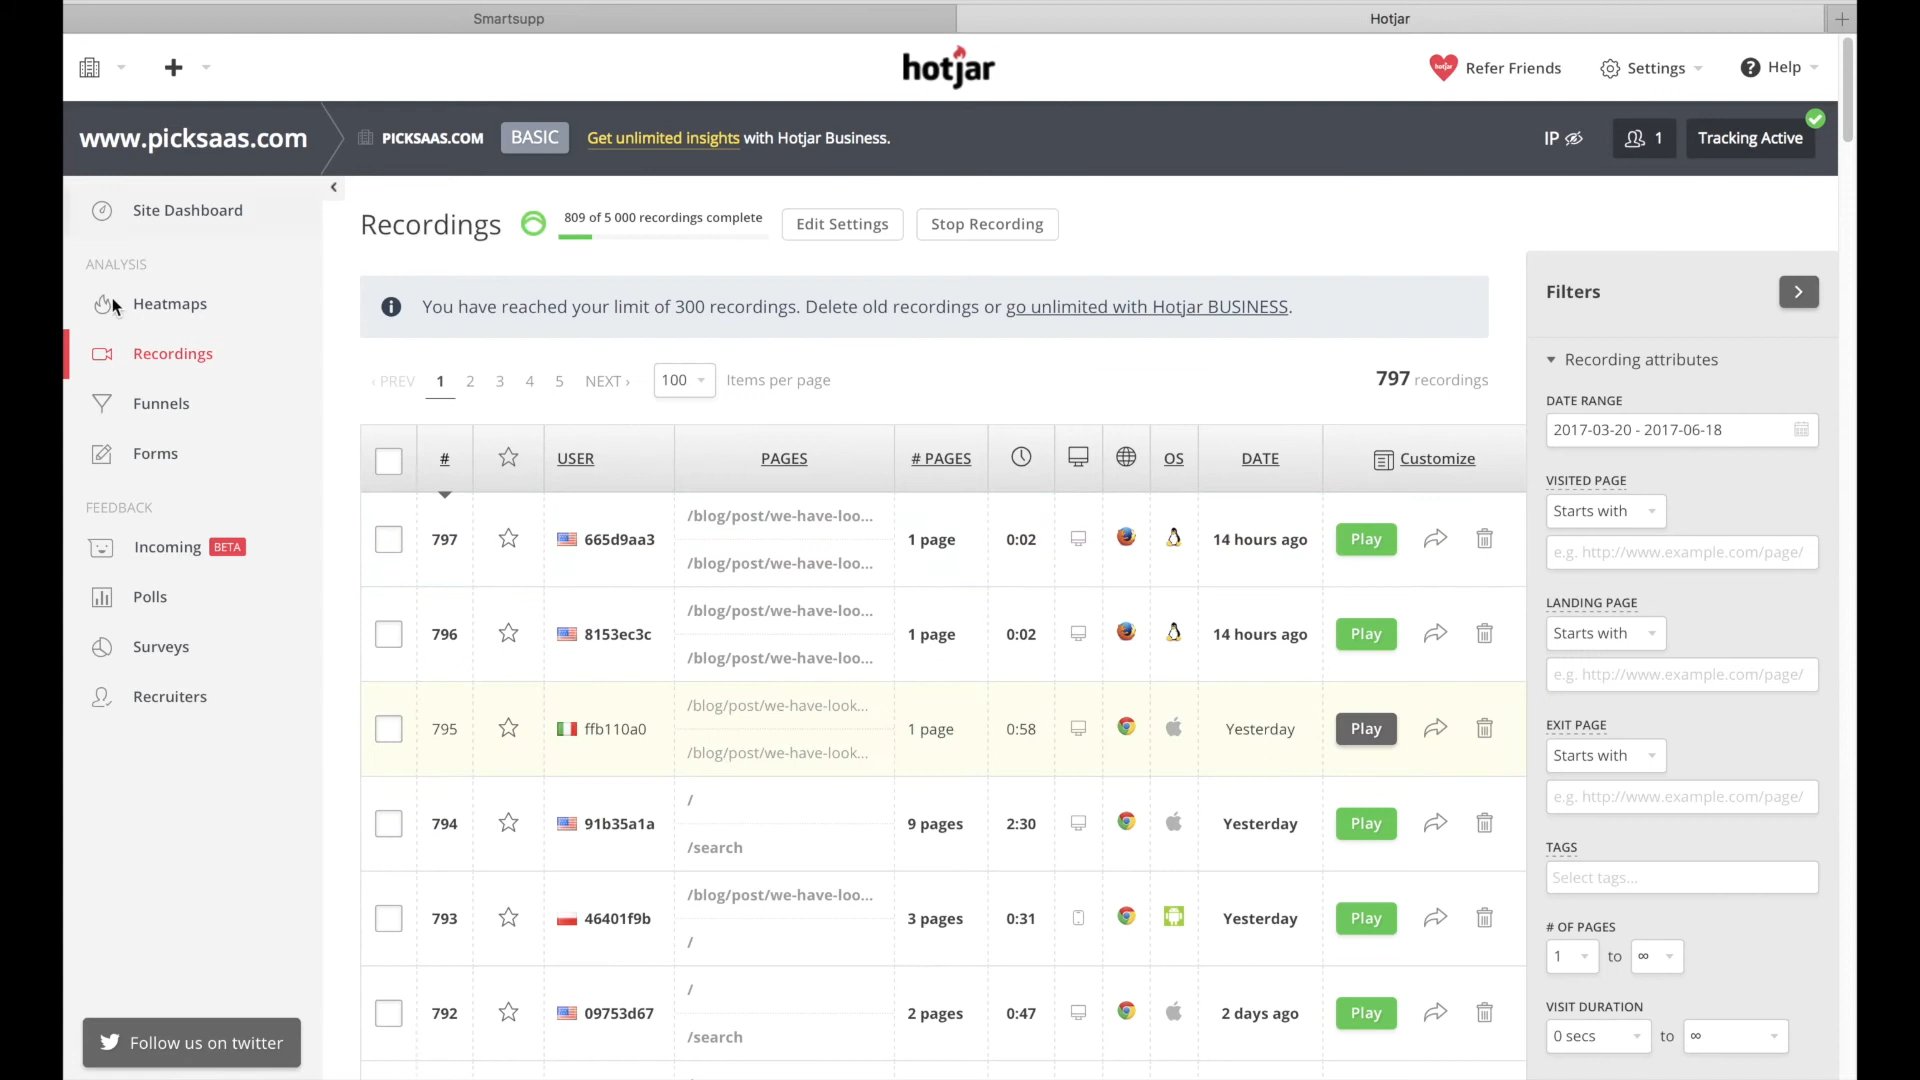 Smartsupp
Hotjar
hotjar
Refer Friends
Settings
Help
www.picksaas.com
PICKSAAS.COM
BASIC
Get unlimited insights with Hotjar Business.
IP
1
Tracking Active
Site Dashboard
ANALYSIS
Heatmaps
Recordings
Funnels
Forms
FEEDBACK
Incoming BETA
Polls
Surveys
Recruiters
Follow us on twitter
Recordings
809 of 5 000 recordings complete
Edit Settings
Stop Recording
You have reached your limit of 300 recordings. Delete old recordings or go unlimited with Hotjar BUSINESS.
‹ PREV 1 2 3 4 5 NEXT › 100 Items per page
797 recordings
# USER PAGES # PAGES OS DATE Customize
/blog/post/we-have-loo...
797 665d9aa3 1 page 0:02 14 hours ago Play
/blog/post/we-have-loo...
/blog/post/we-have-loo...
796 8153ec3c 1 page 0:02 14 hours ago Play
/blog/post/we-have-loo...
/blog/post/we-have-look...
795 ffb110a0 1 page 0:58 Yesterday Play
/blog/post/we-have-look...
/
794 91b35a1a 9 pages 2:30 Yesterday Play
/search
/blog/post/we-have-loo...
793 46401f9b 3 pages 0:31 Yesterday Play
/
/
792 09753d67 2 pages 0:47 2 days ago Play
/search
Filters
Recording attributes
DATE RANGE
2017-03-20 - 2017-06-18
VISITED PAGE
Starts with
e.g. http://www.example.com/page/
LANDING PAGE
Starts with
e.g. http://www.example.com/page/
EXIT PAGE
Starts with
e.g. http://www.example.com/page/
TAGS
Select tags...
# OF PAGES
1 to ∞
VISIT DURATION
0 secs to ∞